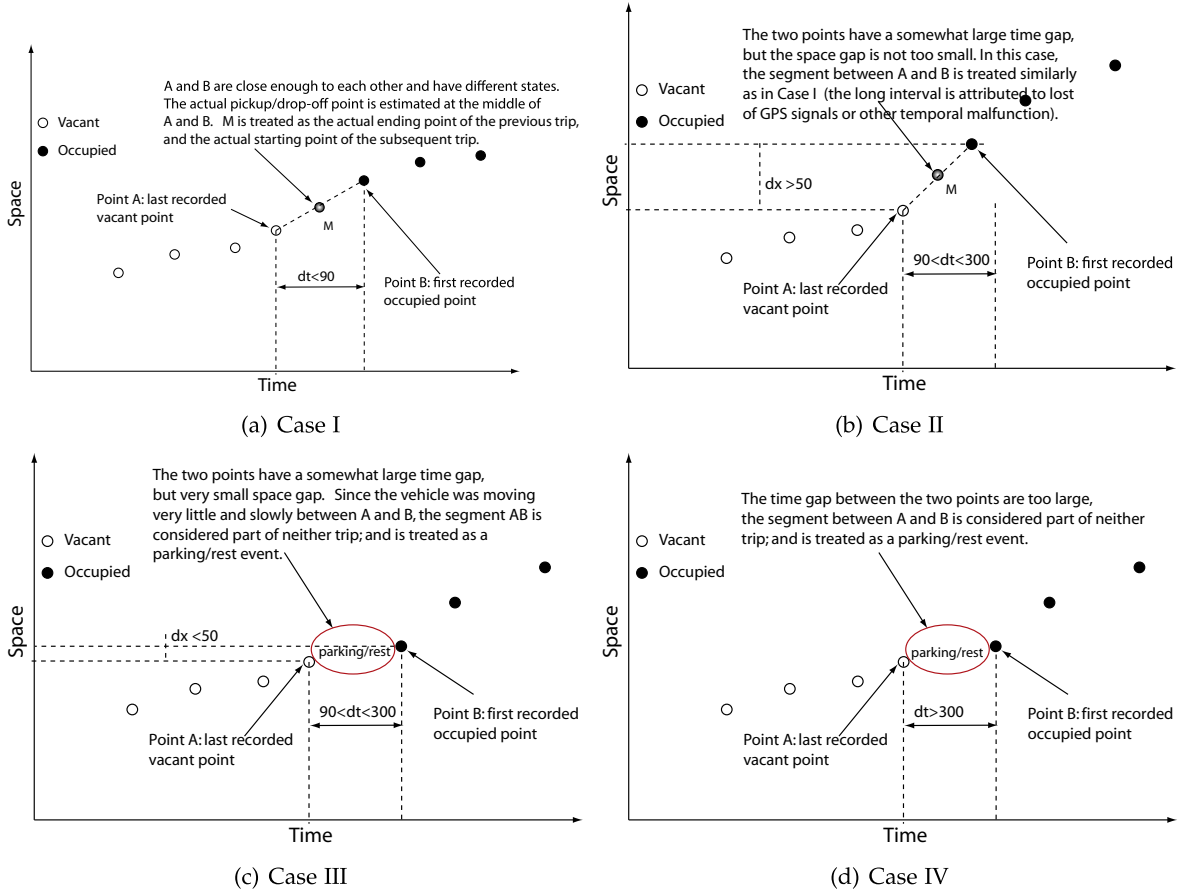 A and B are close enough to each other and have different states.
The actual pickup/drop-off point is estimated at the middle of
A and B. M is treated as the actual ending point of the previous trip,
and the actual starting point of the subsequent trip.
Vacant
Occupied
Point A: last recorded
vacant point
M
dt<90
Point B: first recorded
occupied point
Space
Time
(a) Case I
The two points have a somewhat large time gap,
but the space gap is not too small. In this case,
the segment between A and B is treated similarly
as in Case I (the long interval is attributed to lost
of GPS signals or other temporal malfunction).
Vacant
Occupied
dx >50
M
90<dt<300
Point A: last recorded
vacant point
Point B: first recorded
occupied point
Space
Time
(b) Case II
The two points have a somewhat large time gap,
but very small space gap. Since the vehicle was moving
very little and slowly between A and B, the segment AB is
considered part of neither trip; and is treated as a
parking/rest event.
Vacant
Occupied
dx <50
parking/rest
90<dt<300
Point A: last recorded
vacant point
Point B: first recorded
occupied point
Space
Time
(c) Case III
The time gap between the two points are too large,
the segment between A and B is considered part of neither
trip; and is treated as a parking/rest event.
Vacant
Occupied
parking/rest
dt>300
Point A: last recorded
vacant point
Point B: first recorded
occupied point
Space
Time
(d) Case IV